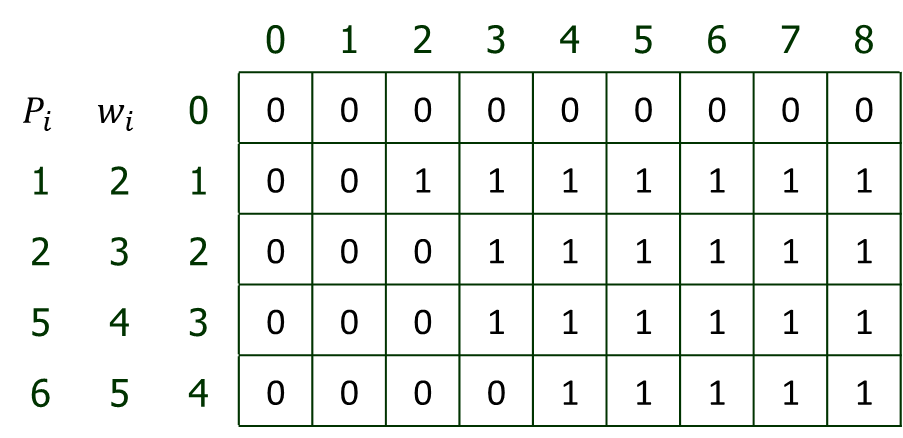 0 1 2 3 4 5 6 7 8
Pᵢ wᵢ 0 0 0 0 0 0 0 0 0 0
1 2 1 0 0 1 1 1 1 1 1 1
2 3 2 0 0 0 1 1 1 1 1 1
5 4 3 0 0 0 1 1 1 1 1 1
6 5 4 0 0 0 0 1 1 1 1 1